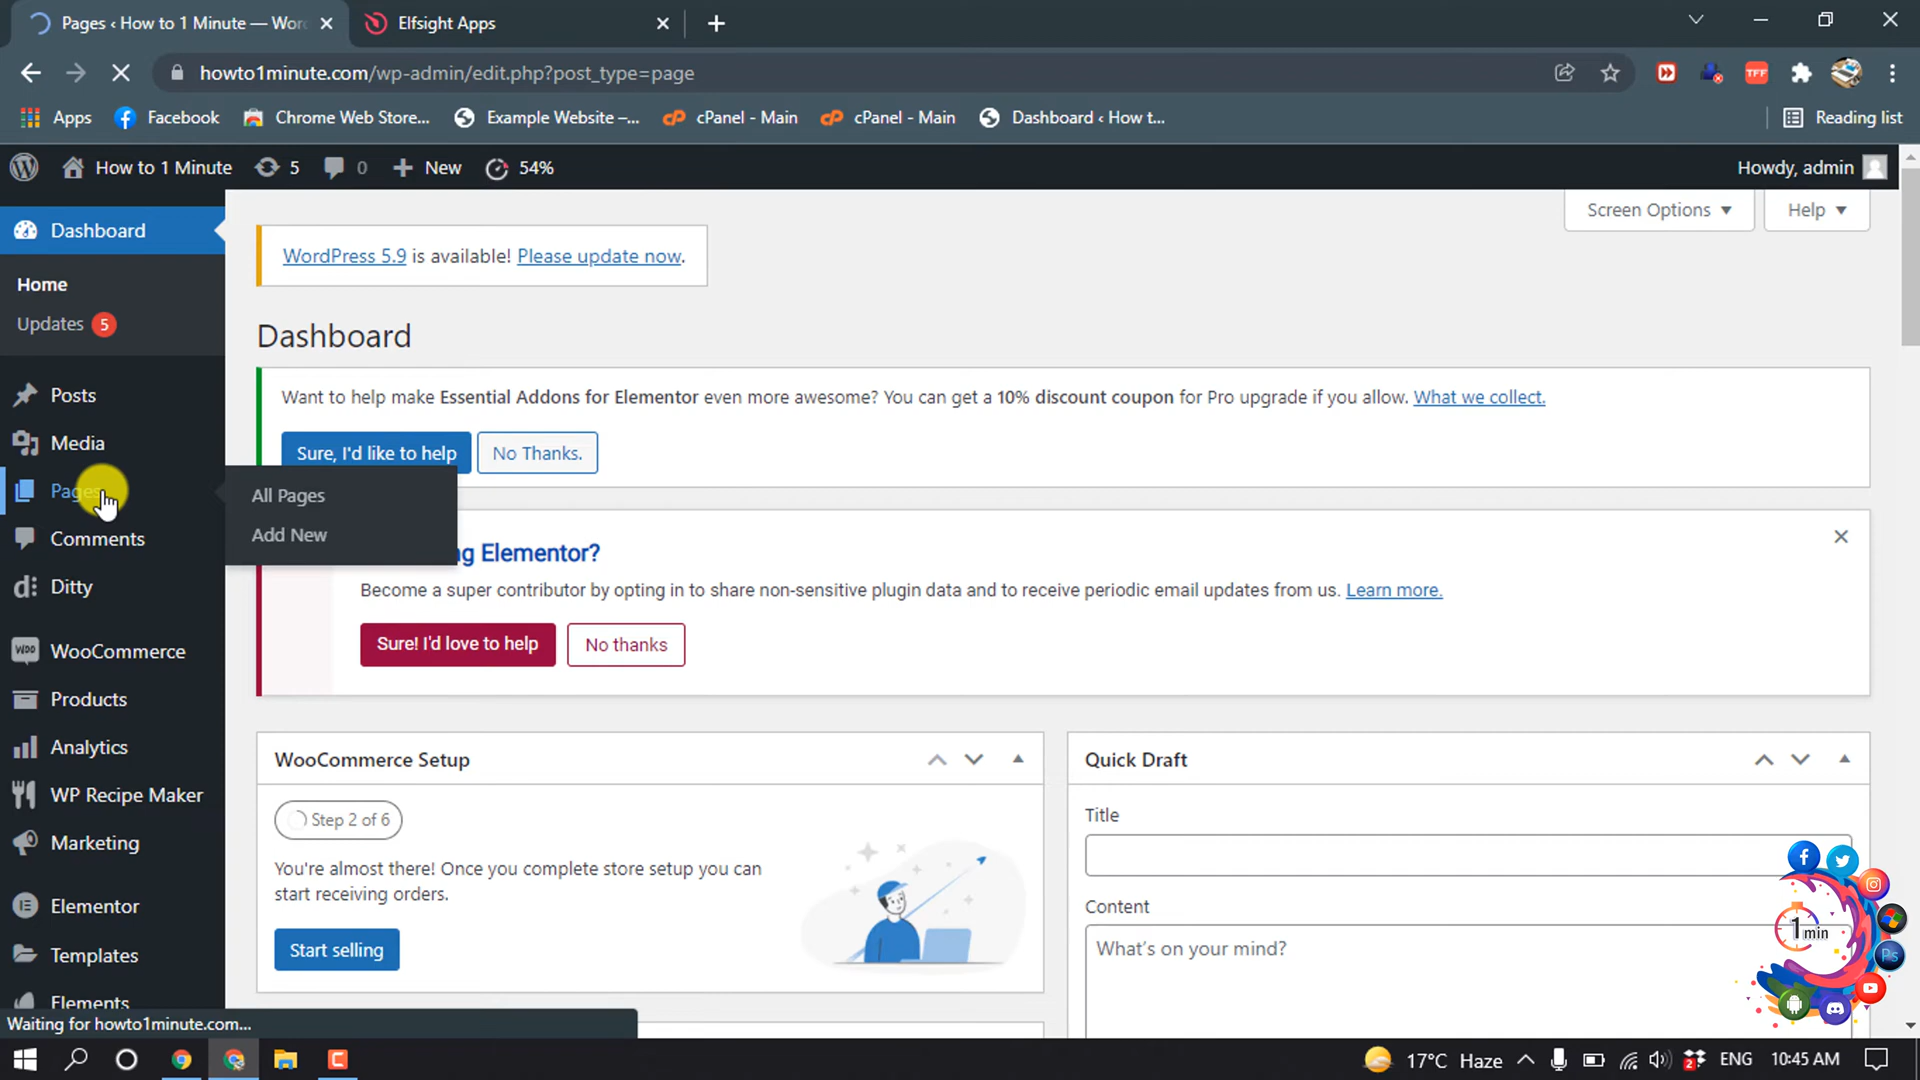 Pages ‹ How to 1 Minute — Wor
Elfsight Apps
howto1minute.com/wp-admin/edit.php?post_type=page
TFF
Apps
Facebook
Chrome Web Store...
Example Website –...
cP cPanel - Main
cP cPanel - Main
Dashboard ‹ How t...
Reading list
How to 1 Minute
5
0
New
54%
Howdy, admin
Screen Options
Help
Dashboard
Home
Updates 5
Posts
Media
Pages
Comments
Ditty
WooCommerce
Products
Analytics
WP Recipe Maker
Marketing
Elementor
Templates
Elements
All Pages
Add New
WordPress 5.9 is available! Please update now.
Dashboard
Want to help make Essential Addons for Elementor even more awesome? You can get a 10% discount coupon for Pro upgrade if you allow. What we collect.
Sure, I'd like to help
No Thanks.
ng Elementor?
Become a super contributor by opting in to share non-sensitive plugin data and to receive periodic email updates from us. Learn more.
Sure! I'd love to help
No thanks
WooCommerce Setup
Step 2 of 6
You're almost there! Once you complete store setup you can
start receiving orders.
Start selling
Quick Draft
Title
Content
What's on your mind?
1 min
Ps
Waiting for howto1minute.com...
17°C Haze
2
ENG
10:45 AM